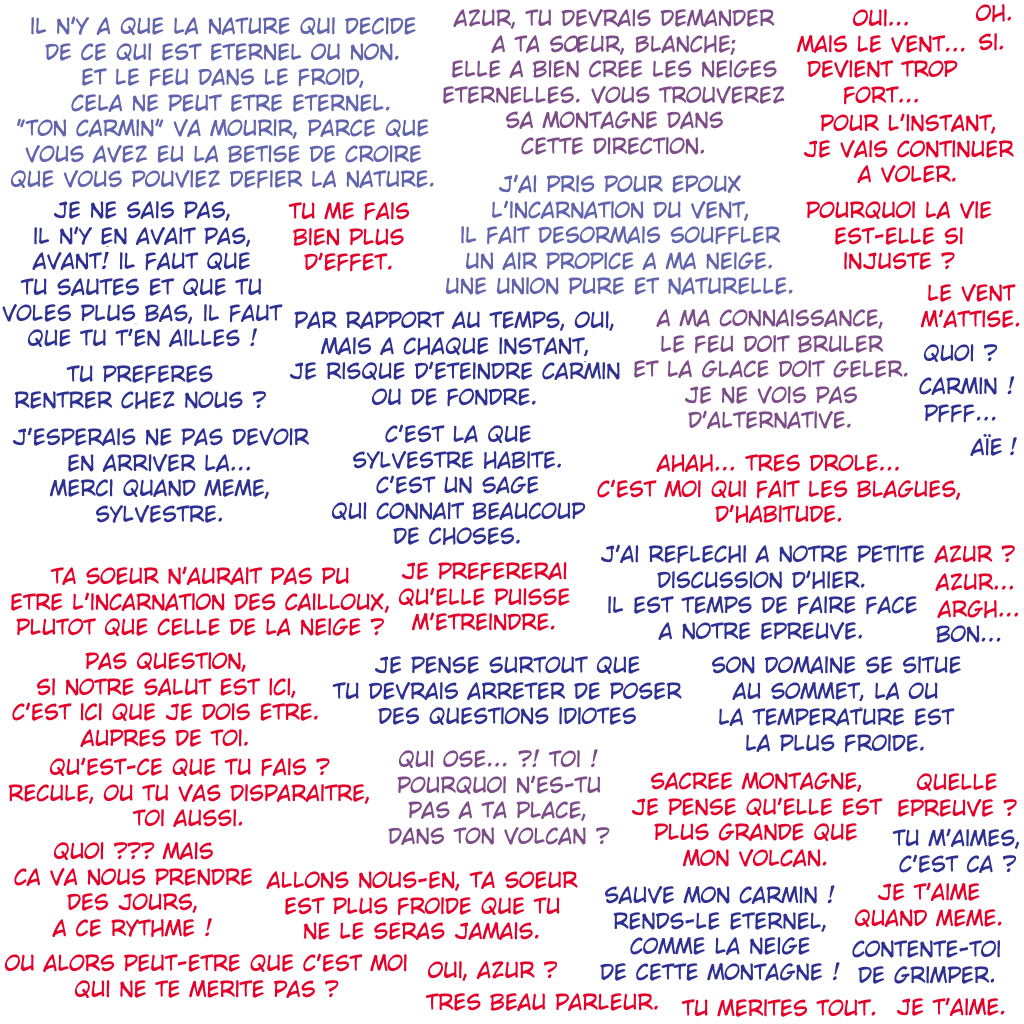 IL N'Y A QUE LA NATURE QUI DECIDE
DE CE QUI EST ETERNEL OU NON.
ET LE FEU DANS LE FROID,
CELA NE PEUT ETRE ETERNEL.
"TON CARMIN" VA MOURIR, PARCE QUE
VOUS AVEZ EU LA BETISE DE CROIRE
QUE VOUS POUVIEZ DEFIER LA NATURE.
AZUR, TU DEVRAIS DEMANDER
A TA SŒUR, BLANCHE;
ELLE A BIEN CREE LES NEIGES
ETERNELLES. VOUS TROUVEREZ
SA MONTAGNE DANS
CETTE DIRECTION.
OUI...
MAIS LE VENT...
DEVIENT TROP
FORT...
OH.
SI.
POUR L'INSTANT,
JE VAIS CONTINUER
A VOLER.
JE NE SAIS PAS,
IL N'Y EN AVAIT PAS,
AVANT! IL FAUT QUE
TU SAUTES ET QUE TU
VOLES PLUS BAS, IL FAUT
QUE TU T'EN AILLES !
TU ME FAIS
BIEN PLUS
D'EFFET.
J'AI PRIS POUR EPOUX
L'INCARNATION DU VENT,
IL FAIT DESORMAIS SOUFFLER
UN AIR PROPICE A MA NEIGE.
UNE UNION PURE ET NATURELLE.
POURQUOI LA VIE
EST-ELLE SI
INJUSTE ?
LE VENT
M'ATTISE.
PAR RAPPORT AU TEMPS, OUI,
MAIS A CHAQUE INSTANT,
JE RISQUE D'ETEINDRE CARMIN
OU DE FONDRE.
A MA CONNAISSANCE,
LE FEU DOIT BRULER
ET LA GLACE DOIT GELER.
JE NE VOIS PAS
D'ALTERNATIVE.
QUOI ?
CARMIN !
PFFF...
AÏE !
TU PREFERES
RENTRER CHEZ NOUS ?
J'ESPERAIS NE PAS DEVOIR
EN ARRIVER LA...
MERCI QUAND MEME,
SYLVESTRE.
C'EST LA QUE
SYLVESTRE HABITE.
C'EST UN SAGE
QUI CONNAIT BEAUCOUP
DE CHOSES.
AHAH... TRES DROLE...
C'EST MOI QUI FAIT LES BLAGUES,
D'HABITUDE.
TA SOEUR N'AURAIT PAS PU
ETRE L'INCARNATION DES CAILLOUX,
PLUTOT QUE CELLE DE LA NEIGE ?
JE PREFERERAI
QU'ELLE PUISSE
M'ETREINDRE.
J'AI REFLECHI A NOTRE PETITE
DISCUSSION D'HIER.
IL EST TEMPS DE FAIRE FACE
A NOTRE EPREUVE.
AZUR ?
AZUR...
ARGH...
BON...
PAS QUESTION,
SI NOTRE SALUT EST ICI,
C'EST ICI QUE JE DOIS ETRE.
AUPRES DE TOI.
JE PENSE SURTOUT QUE
TU DEVRAIS ARRETER DE POSER
DES QUESTIONS IDIOTES
SON DOMAINE SE SITUE
AU SOMMET, LA OU
LA TEMPERATURE EST
LA PLUS FROIDE.
QU'EST-CE QUE TU FAIS ?
RECULE, OU TU VAS DISPARAITRE,
TOI AUSSI.
QUI OSE... ?! TOI !
POURQUOI N'ES-TU
PAS A TA PLACE,
DANS TON VOLCAN ?
SACREE MONTAGNE,
JE PENSE QU'ELLE EST
PLUS GRANDE QUE
MON VOLCAN.
QUELLE
EPREUVE ?
TU M'AIMES,
C'EST CA ?
QUOI ??? MAIS
CA VA NOUS PRENDRE
DES JOURS,
A CE RYTHME !
ALLONS NOUS-EN, TA SOEUR
EST PLUS FROIDE QUE TU
NE LE SERAS JAMAIS.
SAUVE MON CARMIN !
RENDS-LE ETERNEL,
COMME LA NEIGE
DE CETTE MONTAGNE !
JE T'AIME
QUAND MEME.
CONTENTE-TOI
DE GRIMPER.
OU ALORS PEUT-ETRE QUE C'EST MOI
QUI NE TE MERITE PAS ?
OUI, AZUR ?
TRES BEAU PARLEUR.
TU MERITES TOUT.
JE T'AIME.